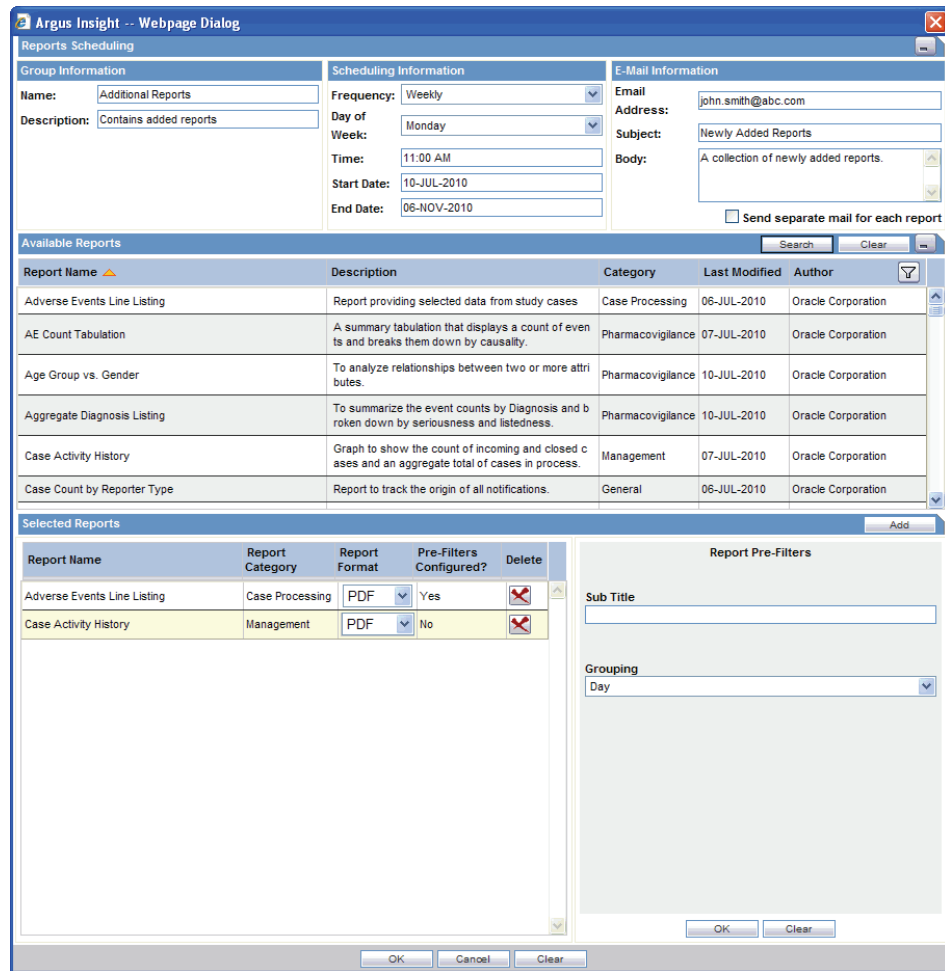 Argus Insight -- Webpage Dialog
Reports Scheduling
Group Information
Name: Additional Reports
Description: Contains added reports
Scheduling Information
Frequency: Weekly
Day of
Week: Monday
Time: 11:00 AM
Start Date: 10-JUL-2010
End Date: 06-NOV-2010
E-Mail Information
Email
Address: john.smith@abc.com
Subject: Newly Added Reports
Body: A collection of newly added reports.
Send separate mail for each report
Available Reports Search Clear
Report Name Description Category Last Modified Author
Adverse Events Line Listing Report providing selected data from study cases Case Processing 06-JUL-2010 Oracle Corporation
AE Count Tabulation A summary tabulation that displays a count of even
ts and breaks them down by causality. Pharmacovigilance 07-JUL-2010 Oracle Corporation
Age Group vs. Gender To analyze relationships between two or more attri
butes. Pharmacovigilance 10-JUL-2010 Oracle Corporation
Aggregate Diagnosis Listing To summarize the event counts by Diagnosis and b
roken down by seriousness and listedness. Pharmacovigilance 10-JUL-2010 Oracle Corporation
Case Activity History Graph to show the count of incoming and closed c
ases and an aggregate total of cases in process. Management 07-JUL-2010 Oracle Corporation
Case Count by Reporter Type Report to track the origin of all notifications. General 06-JUL-2010 Oracle Corporation
Selected Reports Add
Report Name Report
Category Report
Format Pre-Filters
Configured? Delete
Adverse Events Line Listing Case Processing PDF Yes
Case Activity History Management PDF No
Report Pre-Filters
Sub Title
Grouping
Day
OK Clear
OK Cancel Clear